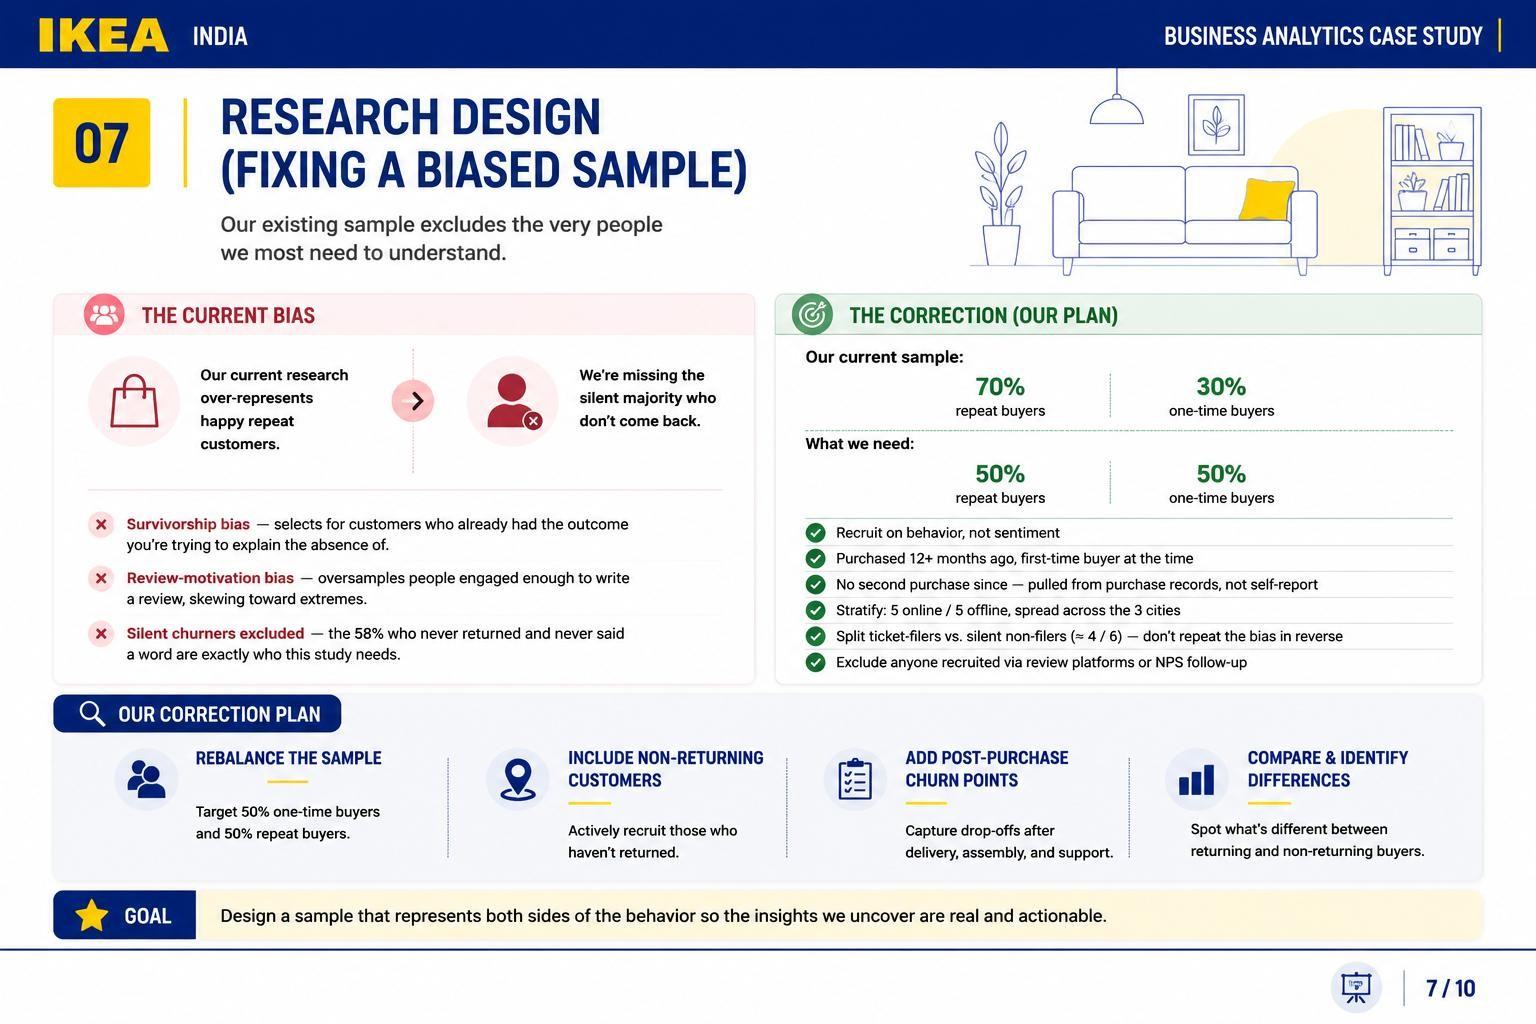 IKEA INDIA
BUSINESS ANALYTICS CASE STUDY
07
RESEARCH DESIGN
(FIXING A BIASED SAMPLE)
Our existing sample excludes the very people
we most need to understand.
THE CURRENT BIAS
Our current research
over-represents
happy repeat
customers.
We're missing the
silent majority who
don't come back.
Survivorship bias — selects for customers who already had the outcome
you're trying to explain the absence of.
Review-motivation bias — oversamples people engaged enough to write
a review, skewing toward extremes.
Silent churners excluded — the 58% who never returned and never said
a word are exactly who this study needs.
THE CORRECTION (OUR PLAN)
Our current sample:
70% 30%
repeat buyers one-time buyers
What we need:
50% 50%
repeat buyers one-time buyers
Recruit on behavior, not sentiment
Purchased 12+ months ago, first-time buyer at the time
No second purchase since — pulled from purchase records, not self-report
Stratify: 5 online / 5 offline, spread across the 3 cities
Split ticket-filers vs. silent non-filers (≈ 4 / 6) — don't repeat the bias in reverse
Exclude anyone recruited via review platforms or NPS follow-up
OUR CORRECTION PLAN
REBALANCE THE SAMPLE
Target 50% one-time buyers
and 50% repeat buyers.
INCLUDE NON-RETURNING
CUSTOMERS
Actively recruit those who
haven't returned.
ADD POST-PURCHASE
CHURN POINTS
Capture drop-offs after
delivery, assembly, and support.
COMPARE & IDENTIFY
DIFFERENCES
Spot what's different between
returning and non-returning buyers.
GOAL
Design a sample that represents both sides of the behavior so the insights we uncover are real and actionable.
7 / 10